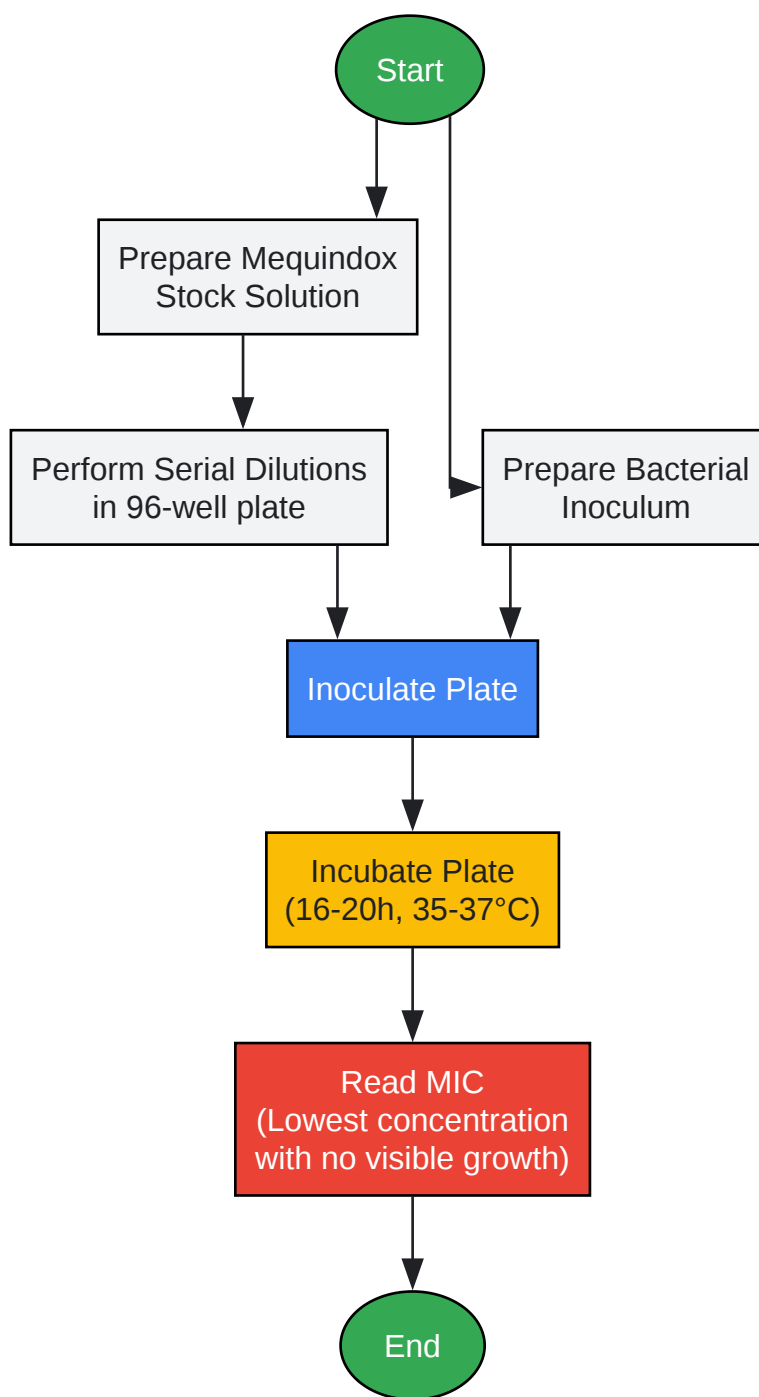 Start
Prepare Mequindox
Stock Solution
Perform Serial Dilutions
in 96-well plate
Prepare Bacterial
Inoculum
Inoculate Plate
Incubate Plate
(16-20h, 35-37°C)
Read MIC
(Lowest concentration
with no visible growth)
End